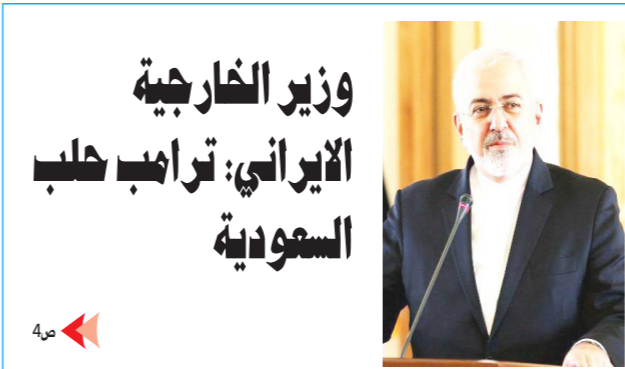 وزير الخارجية
الايراني: ترامب حلب
السعودية
ص4